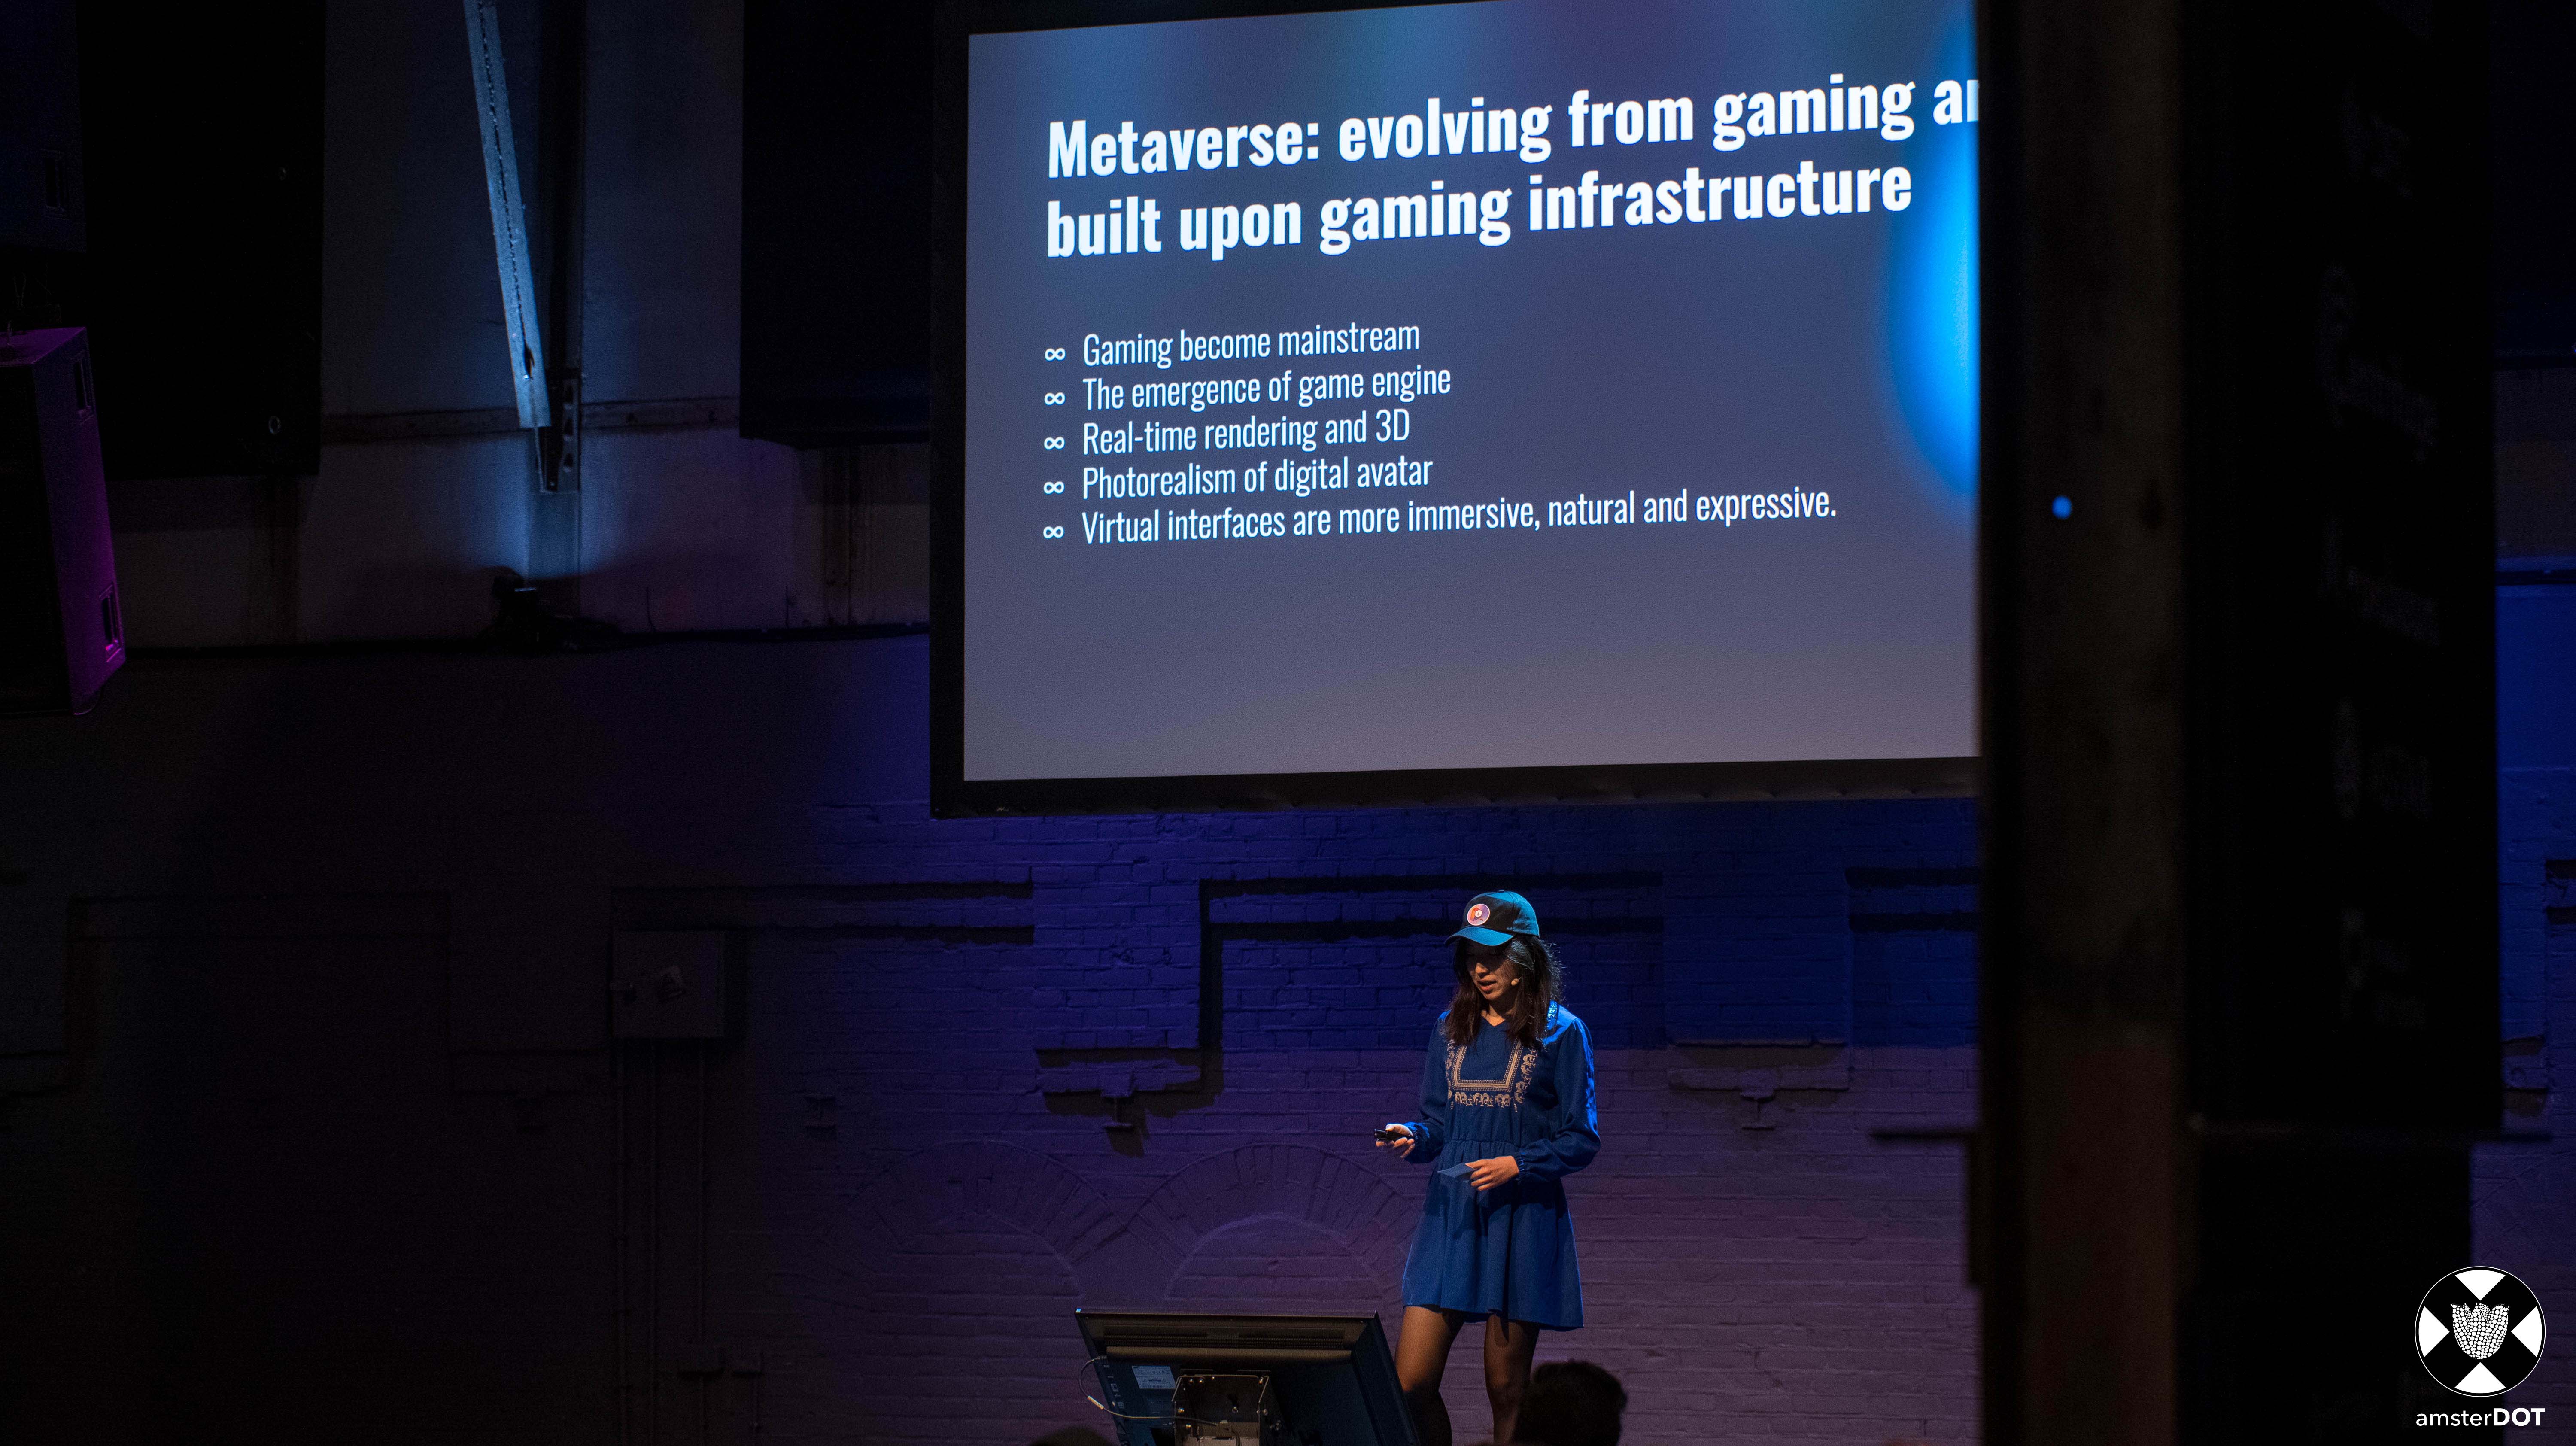 Metaverse: evolving from gaming
built upon gaming infrastructure
∞ Gaming become mainstream
∞ The emergence of game engine
∞ Real-time rendering and 3D
∞ Photorealism of digital avatar
∞ Virtual interfaces are more immersive, natural and expressive.
amsterDOT